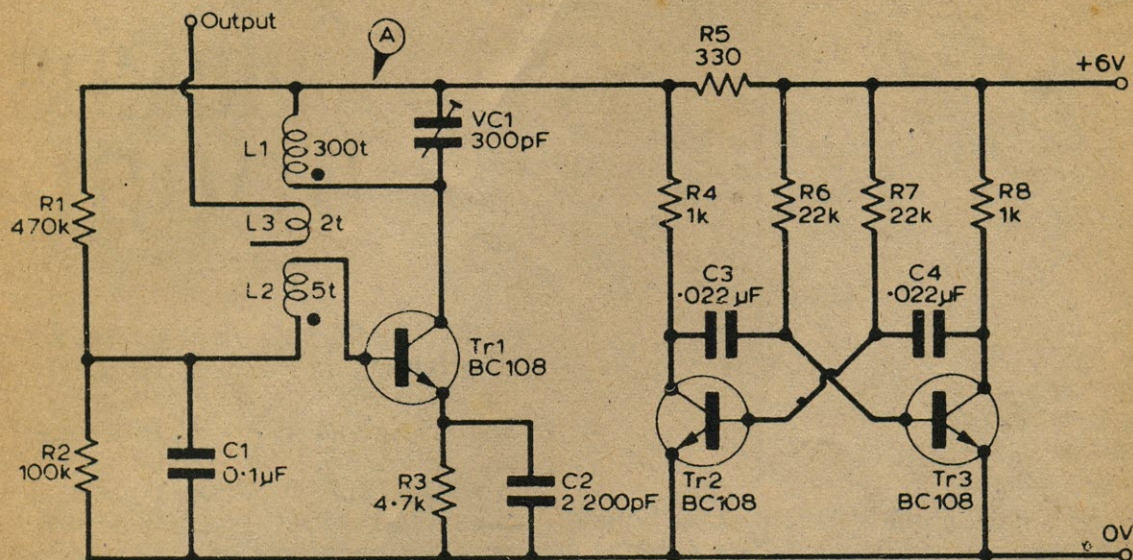 Output
A
R5
330
+6V
L1
300t
VC1
300pF
R1
470k
L3
2t
R4
1k
R6
22k
R7
22k
R8
1k
L2
5t
C3
·022µF
C4
·022µF
Tr1
BC108
R2
100k
C1
0·1µF
R3
4·7k
C2
2 200pF
Tr2
BC108
Tr3
BC108
0V